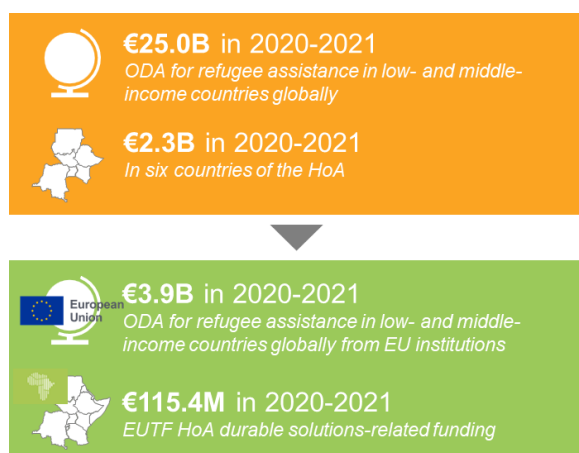 €25.0B in 2020-2021
ODA for refugee assistance in low- and middle-
income countries globally
€2.3B in 2020-2021
In six countries of the HoA
European
Union
€3.9B in 2020-2021
ODA for refugee assistance in low- and middle-
income countries globally from EU institutions
€115.4M in 2020-2021
EUTF HoA durable solutions-related funding